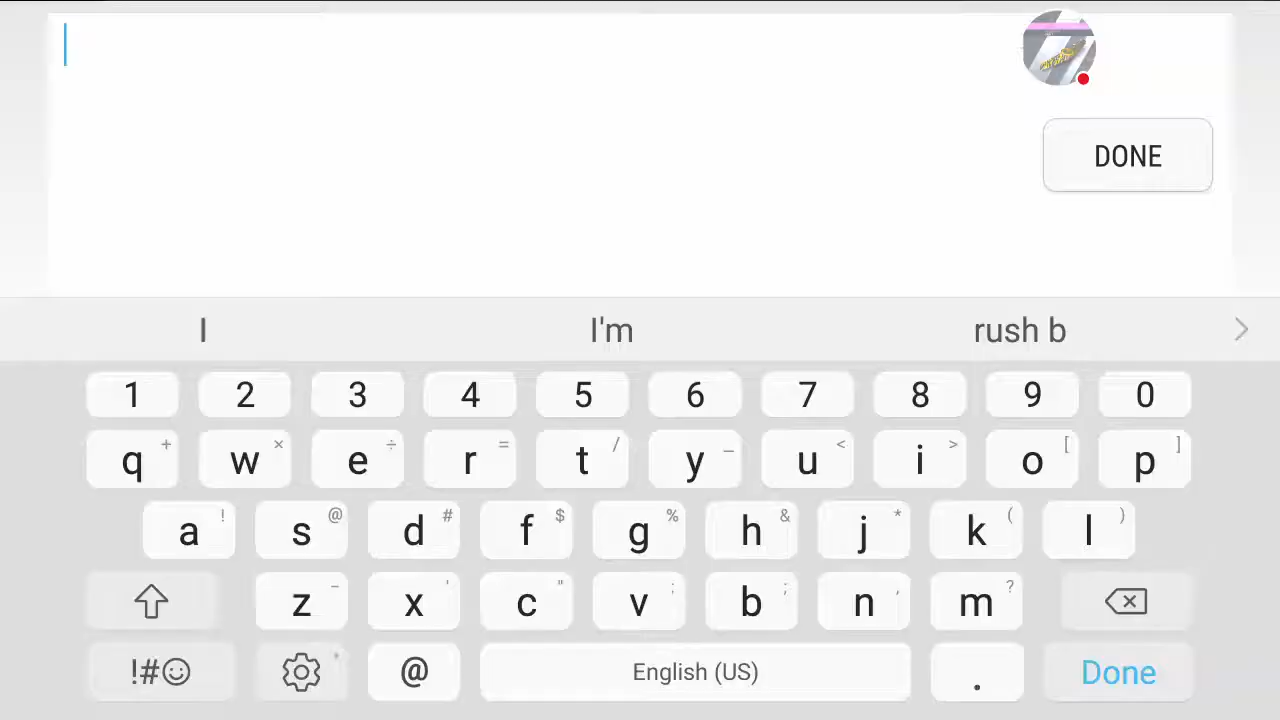 DONE
I I'm rush b
1 2 3 4 5 6 7 8 9 0
q + w × e ÷ r = t / y _ u < i > o [ p ]
a ! s @ d # f $ g % h & j * k ( l )
z - x ' c " v : b ; n , m ?
!#☺ @ English (US) . Done